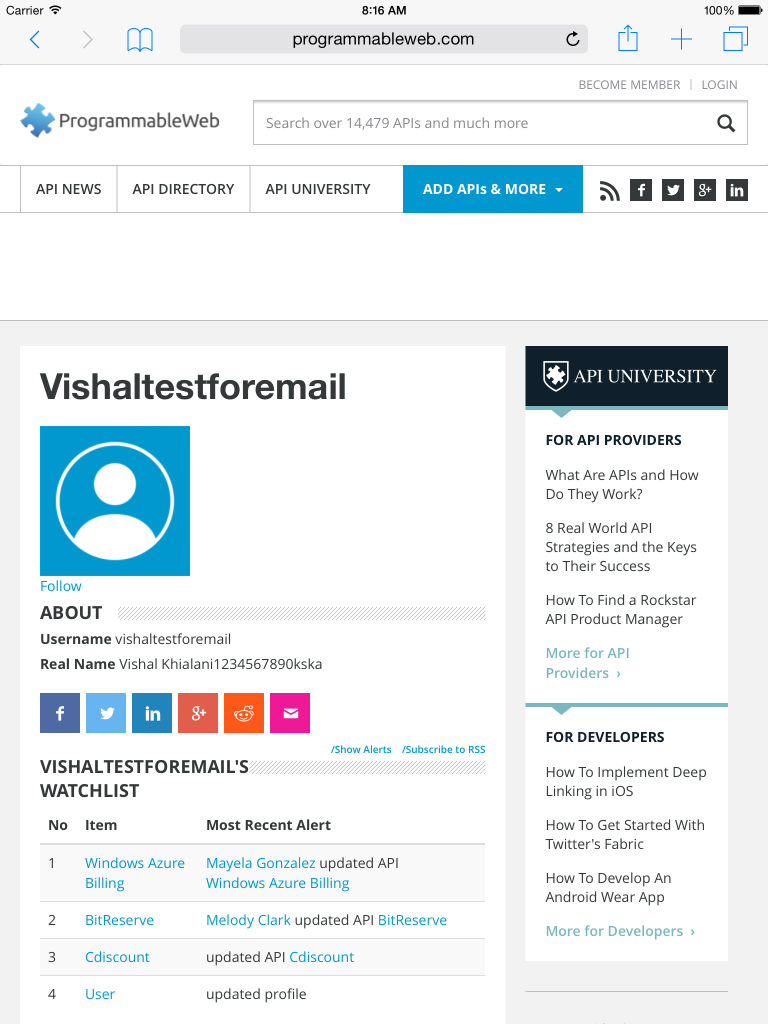 Carrier 8:16 AM 100%
programmableweb.com
BECOME MEMBER | LOGIN
ProgrammableWeb
Search over 14,479 APIs and much more
API NEWS API DIRECTORY API UNIVERSITY ADD APIs & MORE
Vishaltestforemail
Follow
ABOUT
Username vishaltestforemail
Real Name Vishal Khialani1234567890kska
/Show Alerts /Subscribe to RSS
VISHALTESTFOREMAIL'S
WATCHLIST
No Item Most Recent Alert
1 Windows Azure Billing Mayela Gonzalez updated API Windows Azure Billing
2 BitReserve Melody Clark updated API BitReserve
3 Cdiscount updated API Cdiscount
4 User updated profile
API UNIVERSITY
FOR API PROVIDERS
What Are APIs and How
Do They Work?
8 Real World API
Strategies and the Keys
to Their Success
How To Find a Rockstar
API Product Manager
More for API
Providers ›
FOR DEVELOPERS
How To Implement Deep
Linking in iOS
How To Get Started With
Twitter's Fabric
How To Develop An
Android Wear App
More for Developers ›